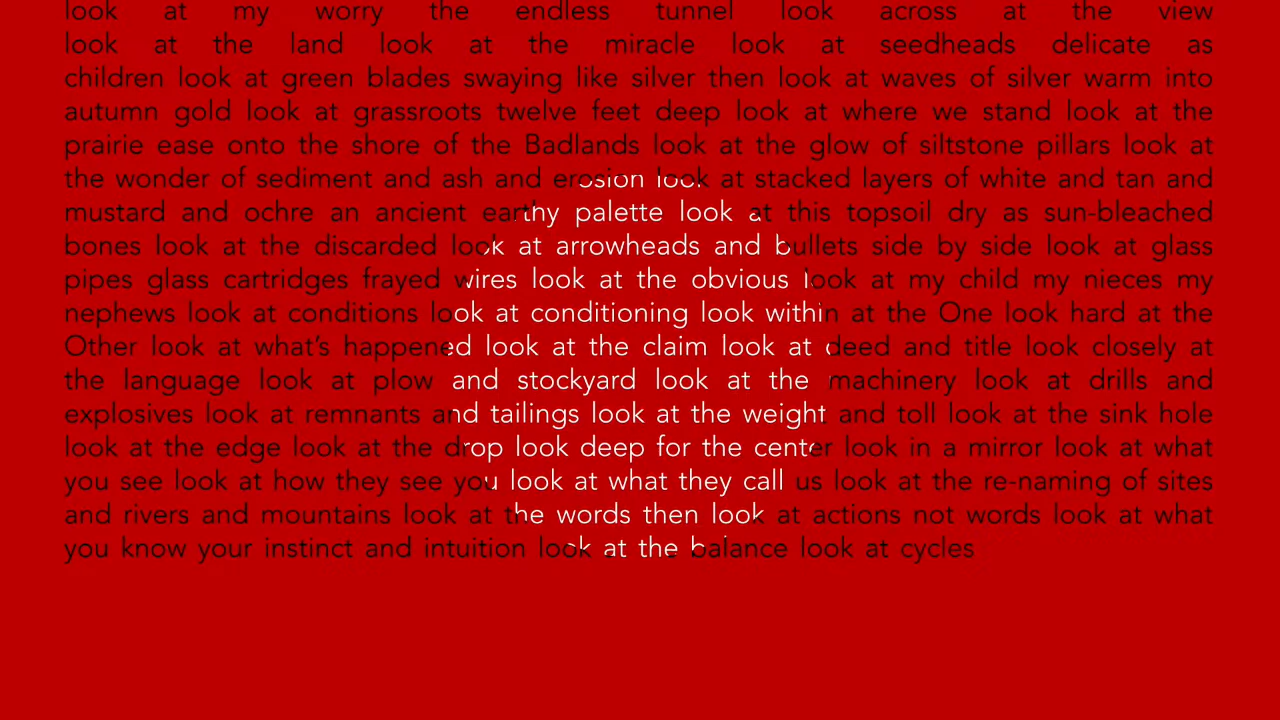 look at my worry the endless tunnel look across at the view
look at the land look at the miracle look at seedheads delicate as
children look at green blades swaying like silver then look at waves of silver warm into
autumn gold look at grassroots twelve feet deep look at where we stand look at the
prairie ease onto the shore of the Badlands look at the glow of siltstone pillars look at
the wonder of sediment and ash and erosion look at stacked layers of white and tan and
mustard and ochre an ancient earthy palette look at this topsoil dry as sun-bleached
bones look at the discarded look at arrowheads and bullets side by side look at glass
pipes glass cartridges frayed wires look at the obvious look at my child my nieces my
nephews look at conditions look at conditioning look within at the One look hard at the
Other look at what’s happened look at the claim look at deed and title look closely at
the language look at plow and stockyard look at the machinery look at drills and
explosives look at remnants and tailings look at the weight and toll look at the sink hole
look at the edge look at the drop look deep for the center look in a mirror look at what
you see look at how they see you look at what they call us look at the re-naming of sites
and rivers and mountains look at the words then look at actions not words look at what
you know your instinct and intuition look at the balance look at cycles